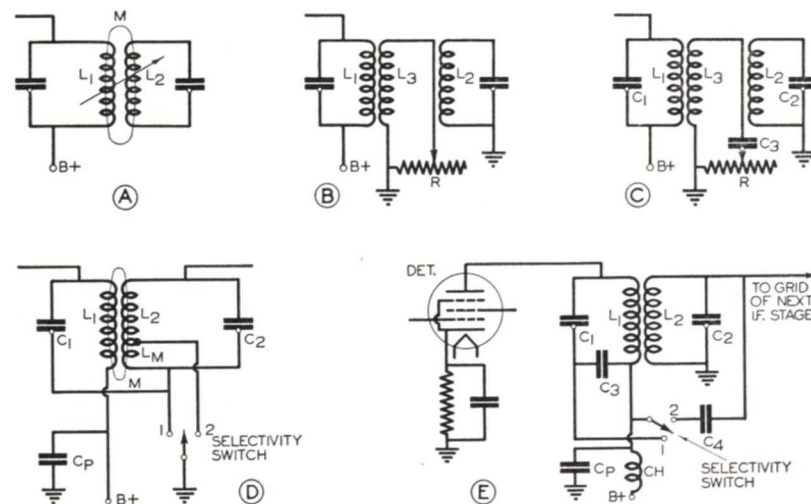 M
L1 L2
B+
A
L1 L3 L2
B+
R
B
C1 L1 L3 L2 C2
C3
B+
R
C
C1 L1 L2 C2
LM
M
1 2 SELECTIVITY
SWITCH
CP
B+
D
DET.
TO GRID
OF NEXT
I.F. STAGE
C1 L1 L2 C2
C3
2
C4
1
CP CH
SELECTIVITY
SWITCH
B+
E